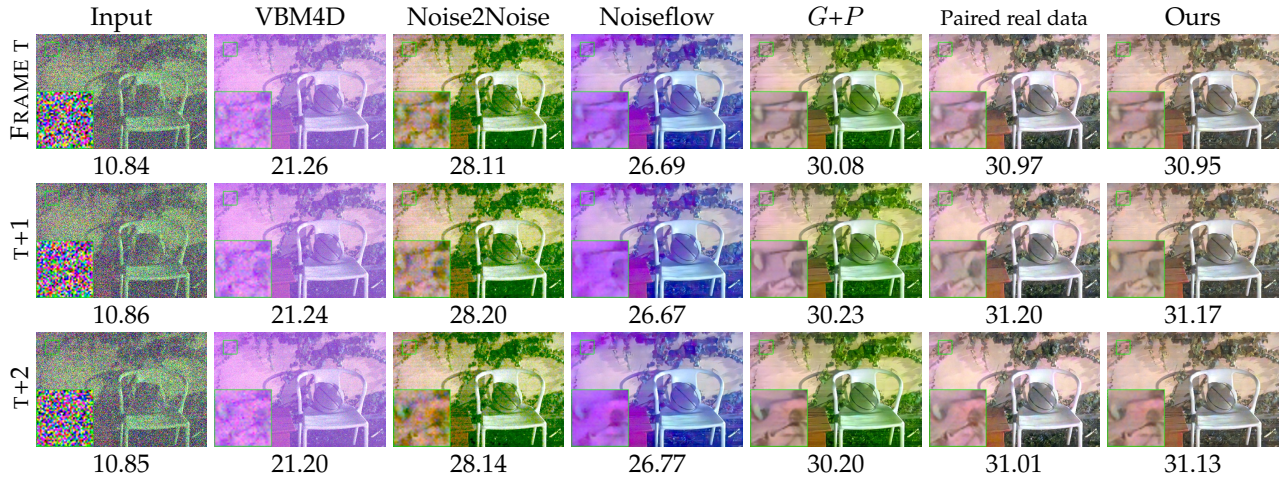 Input VBM4D Noise2Noise Noiseflow G+P Paired real data Ours
FRAME T
10.84 21.26 28.11 26.69 30.08 30.97 30.95
T+1
10.86 21.24 28.20 26.67 30.23 31.20 31.17
T+2
10.85 21.20 28.14 26.77 30.20 31.01 31.13